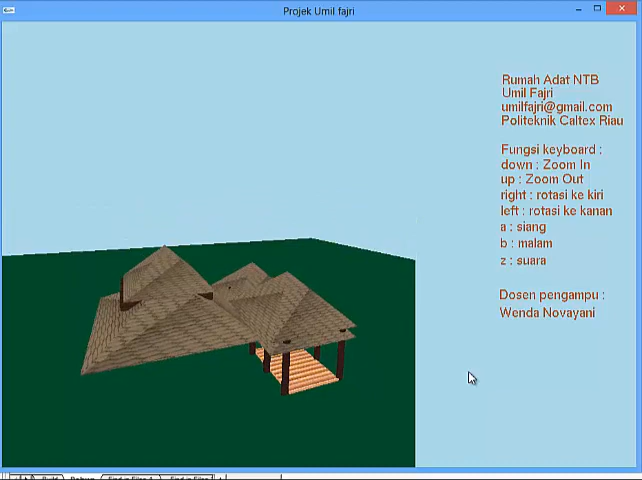 Projek Umil fajri
Rumah Adat NTB
Umil Fajri
umilfajri@gmail.com
Politeknik Caltex Riau
Fungsi keyboard :
down : Zoom In
up : Zoom Out
right : rotasi ke kiri
left : rotasi ke kanan
a : siang
b : malam
z : suara
Dosen pengampu :
Wenda Novayani